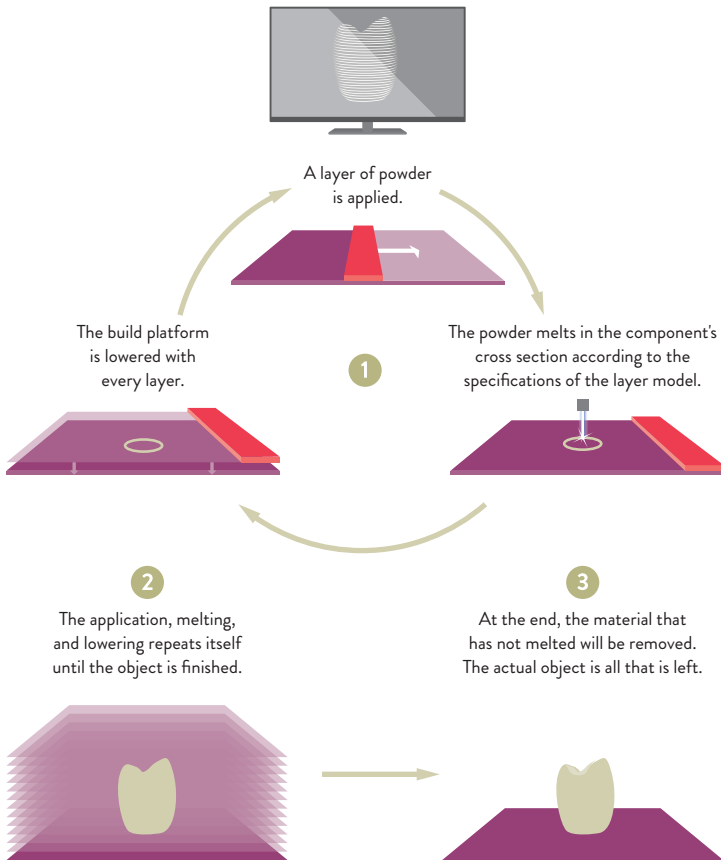 A layer of powder
is applied.
The build platform
is lowered with
every layer.
1
The powder melts in the component's
cross section according to the
specifications of the layer model.
2
The application, melting,
and lowering repeats itself
until the object is finished.
3
At the end, the material that
has not melted will be removed.
The actual object is all that is left.